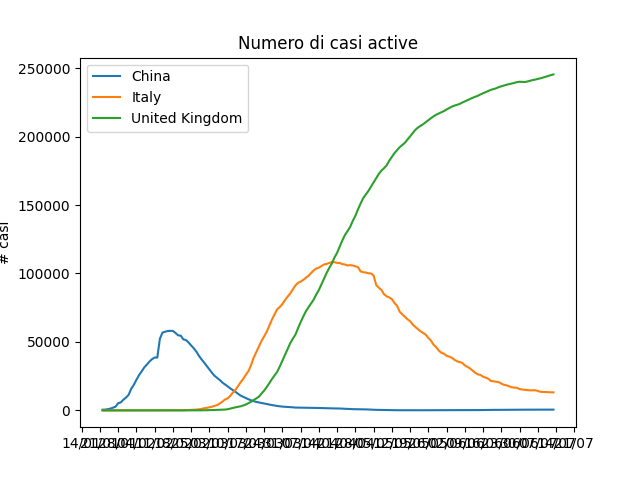 Numero di casi active
China
Italy
United Kingdom
250000
200000
150000
100000
50000
0
# casi